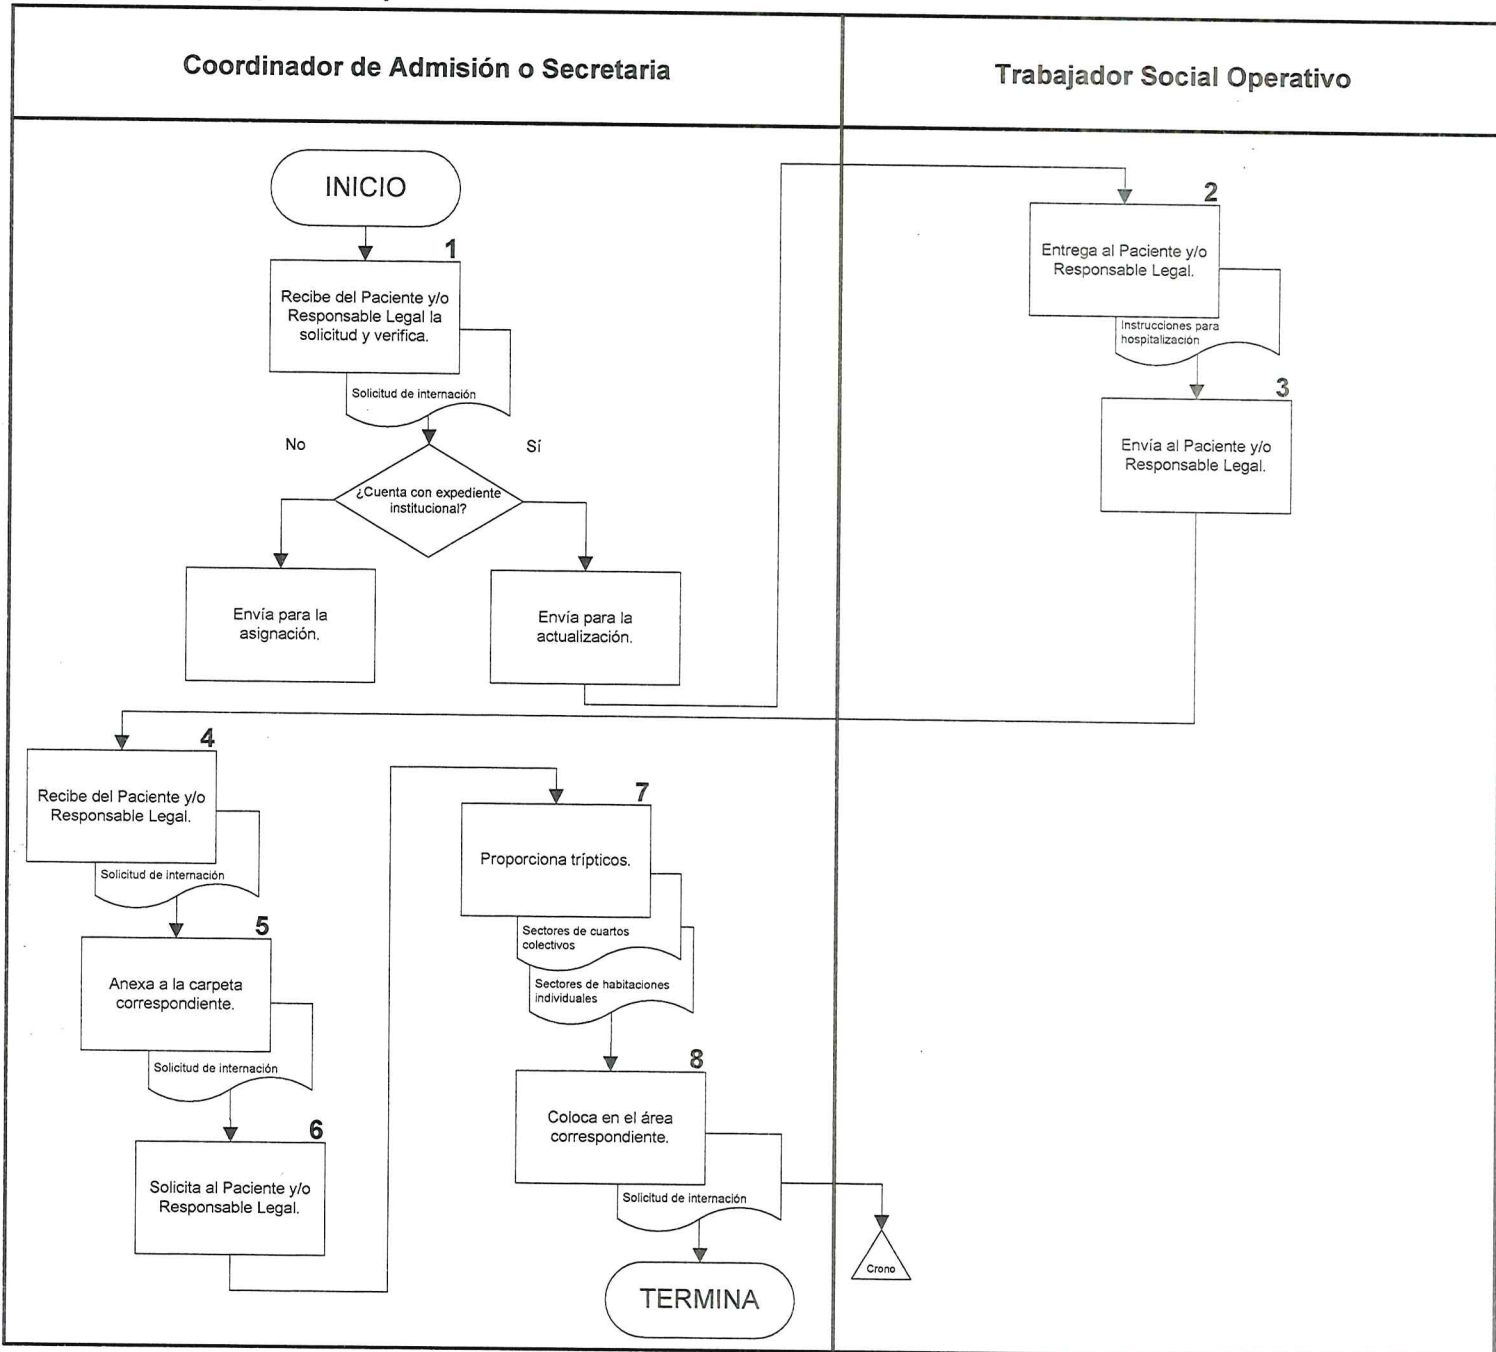 Coordinador de Admisión o Secretaria
Trabajador Social Operativo
INICIO
1
Recibe del Paciente y/o
Responsable Legal la
solicitud y verifica.
Solicitud de internación
No
Sí
¿Cuenta con expediente
institucional?
Envía para la
asignación.
Envía para la
actualización.
2
Entrega al Paciente y/o
Responsable Legal.
Instrucciones para
hospitalización
3
Envía al Paciente y/o
Responsable Legal.
4
Recibe del Paciente y/o
Responsable Legal.
Solicitud de internación
5
Anexa a la carpeta
correspondiente.
Solicitud de internación
6
Solicita al Paciente y/o
Responsable Legal.
7
Proporciona trípticos.
Sectores de cuartos
colectivos
Sectores de habitaciones
individuales
8
Coloca en el área
correspondiente.
Solicitud de internación
Crono
TERMINA